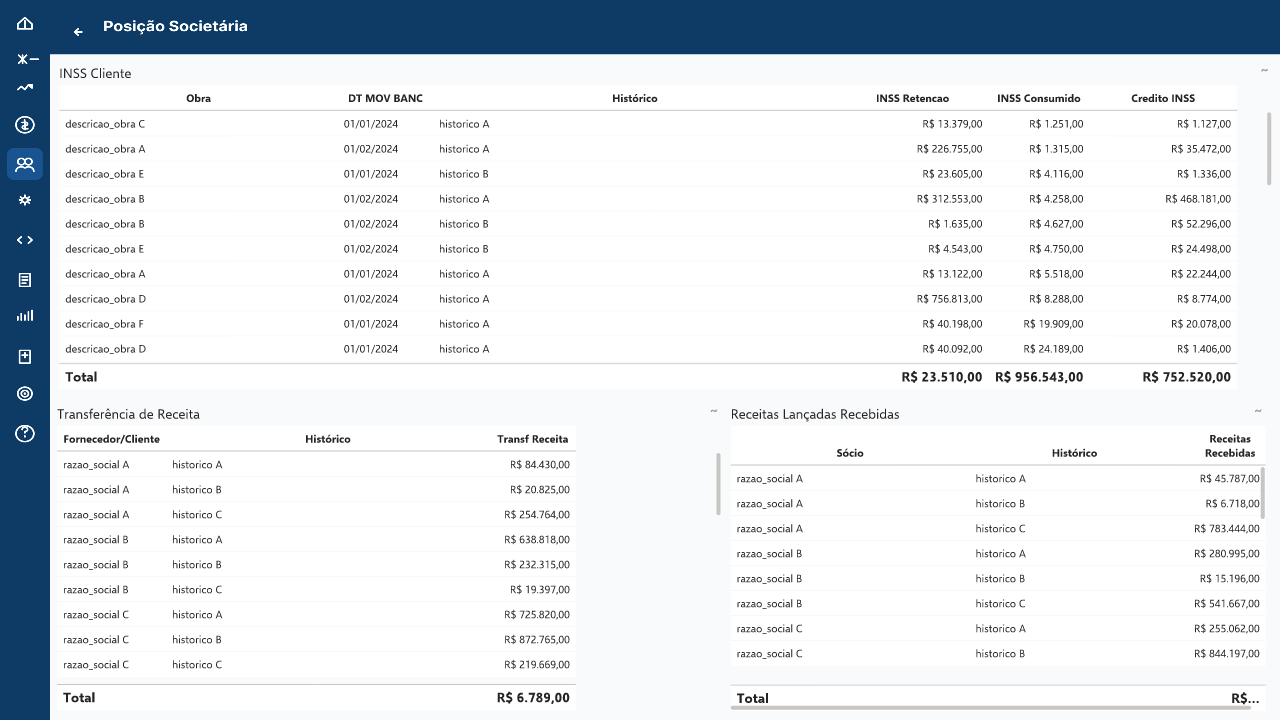 Posição Societária
INSS Cliente
Obra DT MOV BANC Histórico INSS Retencao INSS Consumido Credito INSS
descricao_obra C 01/01/2024 historico A R$ 13.379,00 R$ 1.251,00 R$ 1.127,00
descricao_obra A 01/02/2024 historico A R$ 226.755,00 R$ 1.315,00 R$ 35.472,00
descricao_obra E 01/02/2024 historico B R$ 23.605,00 R$ 4.116,00 R$ 1.336,00
descricao_obra B 01/02/2024 historico A R$ 312.553,00 R$ 4.258,00 R$ 468.181,00
descricao_obra B 01/02/2024 historico B R$ 1.635,00 R$ 4.627,00 R$ 52.296,00
descricao_obra E 01/02/2024 historico B R$ 4.543,00 R$ 4.750,00 R$ 24.498,00
descricao_obra A 01/01/2024 historico A R$ 13.122,00 R$ 5.518,00 R$ 22.244,00
descricao_obra D 01/02/2024 historico A R$ 756.813,00 R$ 8.288,00 R$ 8.774,00
descricao_obra F 01/01/2024 historico A R$ 40.198,00 R$ 19.909,00 R$ 20.078,00
descricao_obra D 01/01/2024 historico A R$ 40.092,00 R$ 24.189,00 R$ 1.406,00
Total R$ 23.510,00 R$ 956.543,00 R$ 752.520,00
Transferência de Receita
Fornecedor/Cliente Histórico Transf Receita
razao_social A historico A R$ 84.430,00
razao_social A historico B R$ 20.825,00
razao_social A historico C R$ 254.764,00
razao_social B historico A R$ 638.818,00
razao_social B historico B R$ 232.315,00
razao_social B historico C R$ 19.397,00
razao_social C historico A R$ 725.820,00
razao_social C historico B R$ 872.765,00
razao_social C historico C R$ 219.669,00
Total R$ 6.789,00
Receitas Lançadas Recebidas
Receitas
Sócio Histórico Recebidas
razao_social A historico A R$ 45.787,00
razao_social A historico B R$ 6.718,00
razao_social A historico C R$ 783.444,00
razao_social B historico A R$ 280.995,00
razao_social B historico B R$ 15.196,00
razao_social B historico C R$ 541.667,00
razao_social C historico A R$ 255.062,00
razao_social C historico B R$ 844.197,00
Total R$...